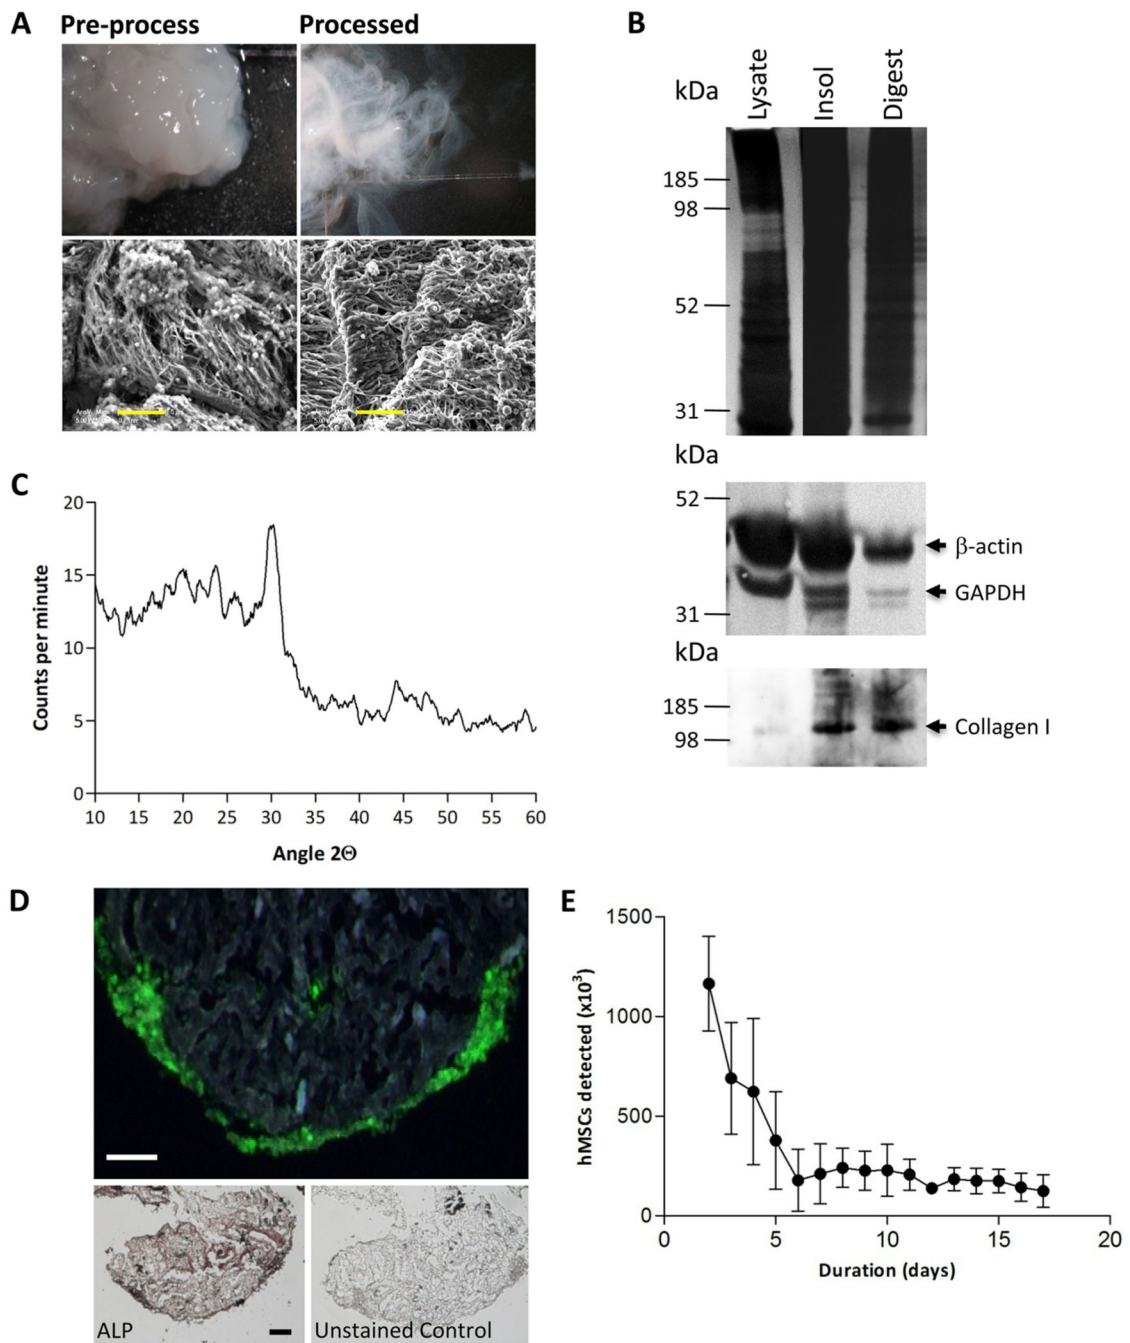 A
Pre-process
Processed
B
kDa
Lysate
Insol
Digest
185
98
52
31
kDa
52
β-actin
GAPDH
31
kDa
185
Collagen I
98
C
20
15
10
5
0
Counts per minute
10 15 20 25 30 35 40 45 50 55 60
Angle 2Θ
D
ALP
Unstained Control
E
1500
1000
500
0
hMSCs detected (x10³)
0 5 10 15 20
Duration (days)